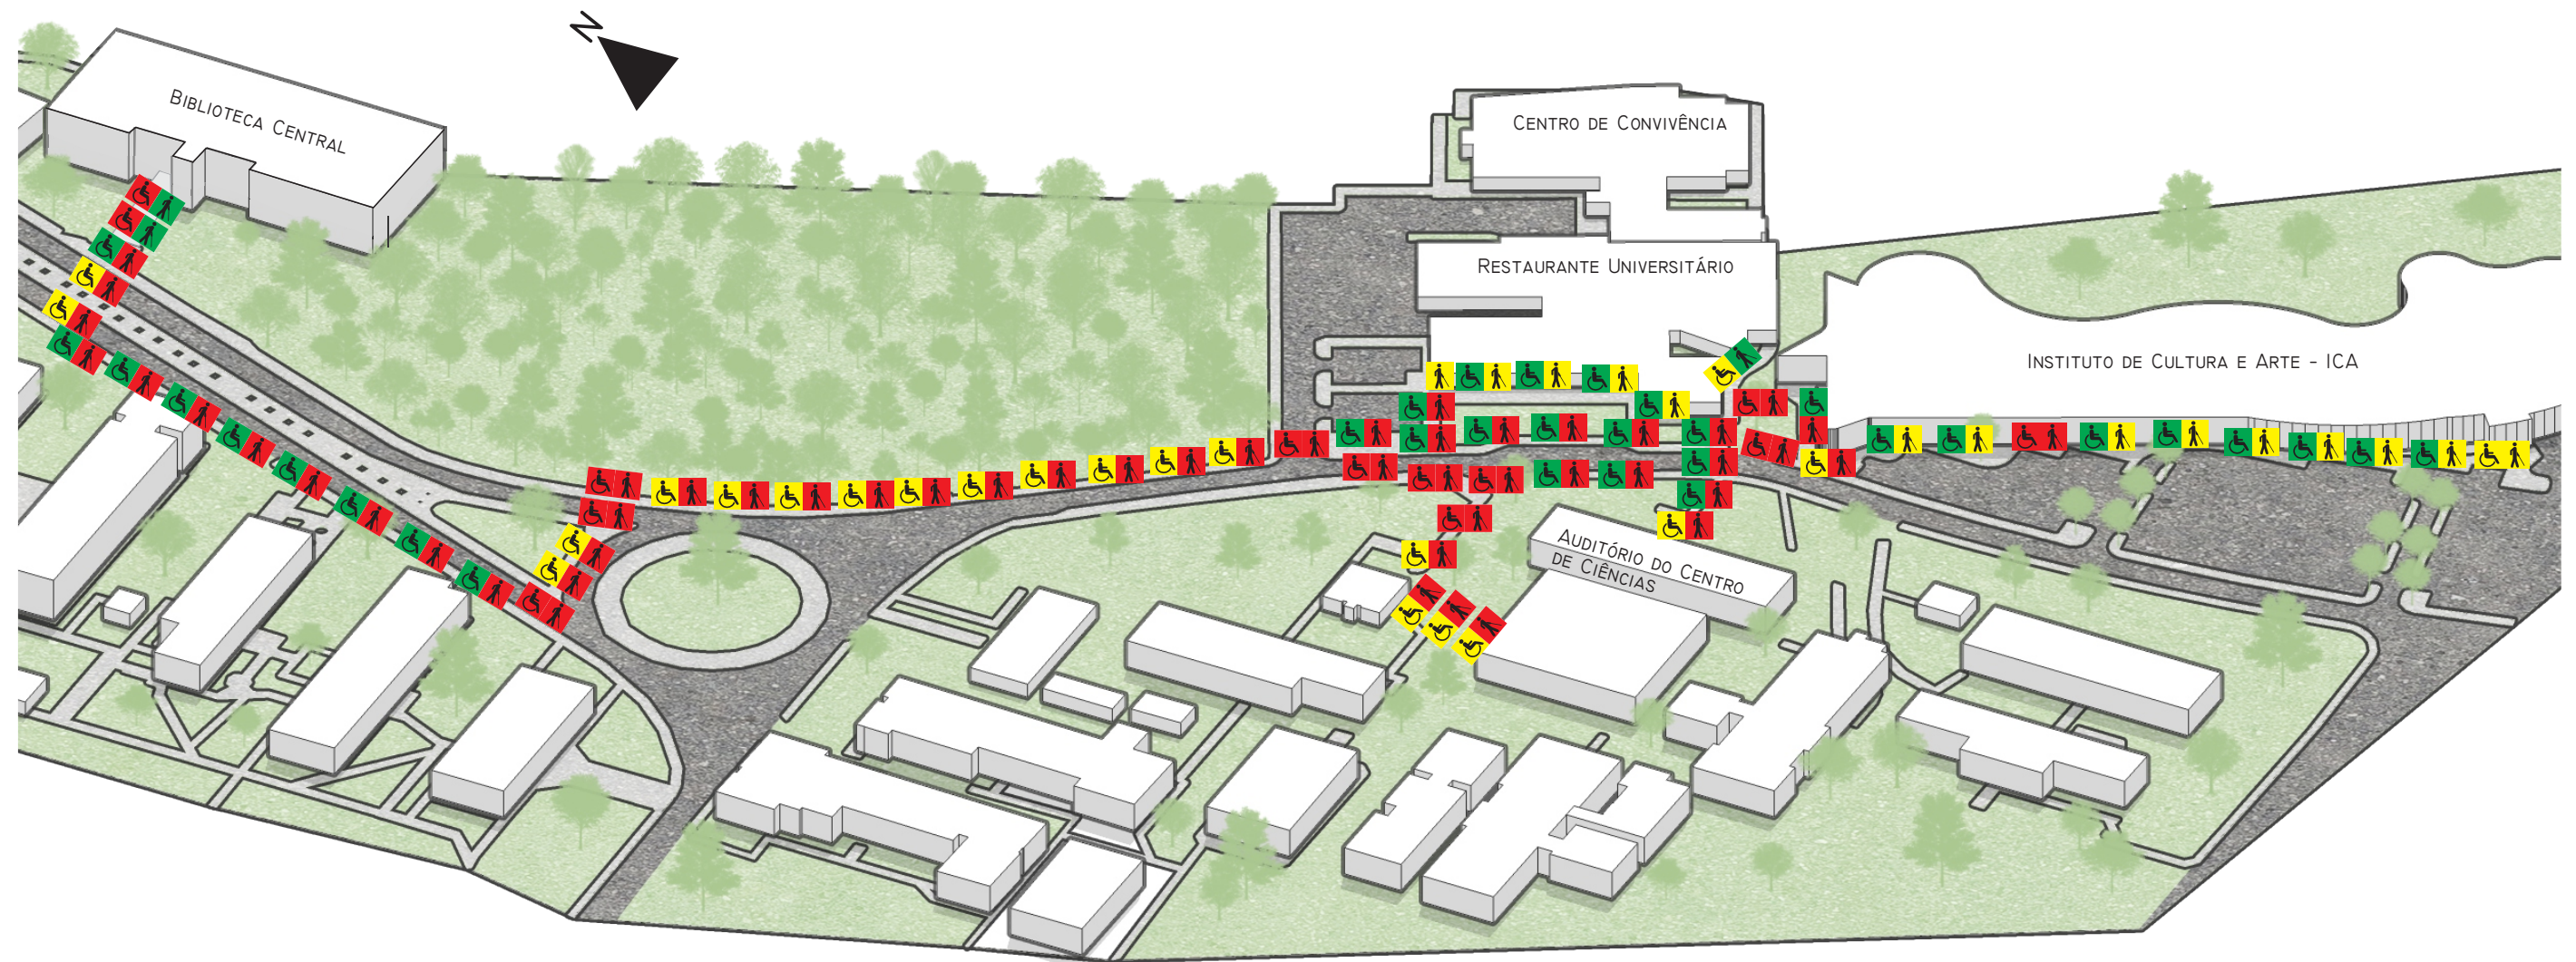 N
Biblioteca Central
Centro de Convivência
Restaurante Universitário
Instituto de Cultura e Arte - ICA
Auditório do Centro
de Ciências